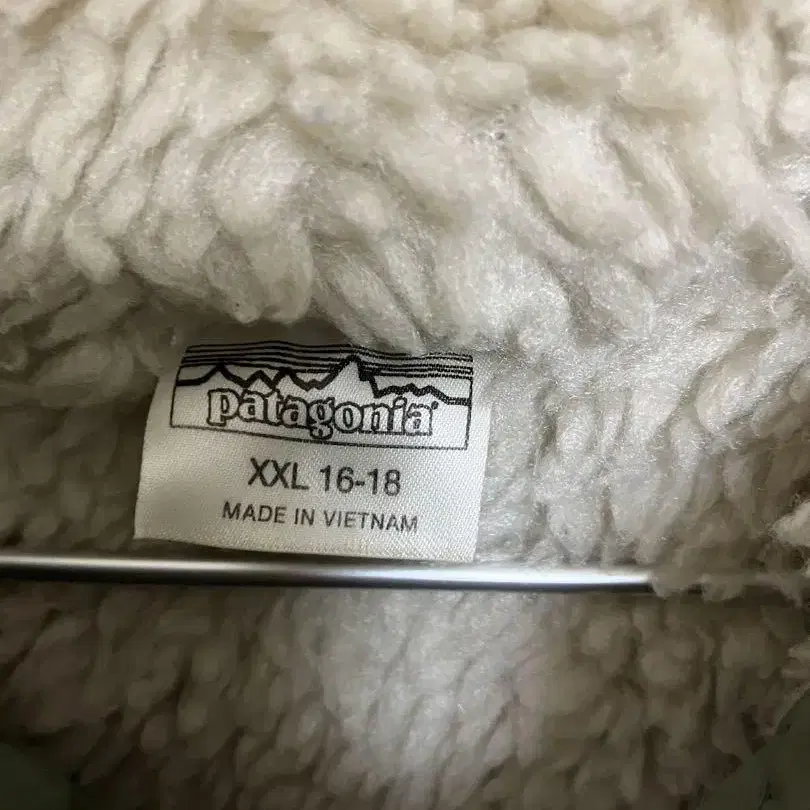 patagonia®
XXL 16-18
MADE IN VIETNAM